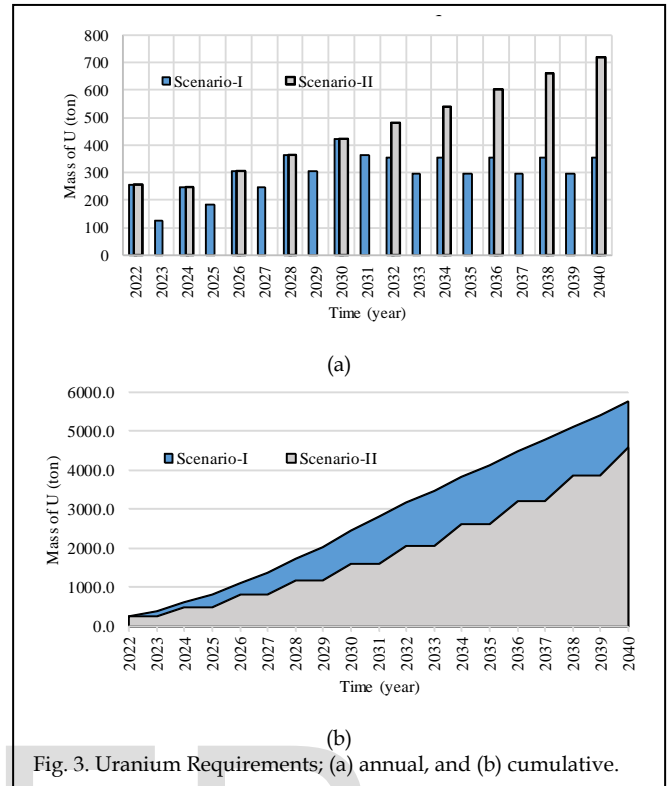 800
700
600
500
400
300
200
100
0
Mass of U (ton)
Scenario-I Scenario-II
2022 2023 2024 2025 2026 2027 2028 2029 2030 2031 2032 2033 2034 2035 2036 2037 2038 2039 2040
Time (year)
(a)
6000.0
5000.0
4000.0
3000.0
2000.0
1000.0
0.0
Mass of U (ton)
Scenario-I Scenario-II
2022 2023 2024 2025 2026 2027 2028 2029 2030 2031 2032 2033 2034 2035 2036 2037 2038 2039 2040
Time (year)
(b)
Fig. 3. Uranium Requirements; (a) annual, and (b) cumulative.